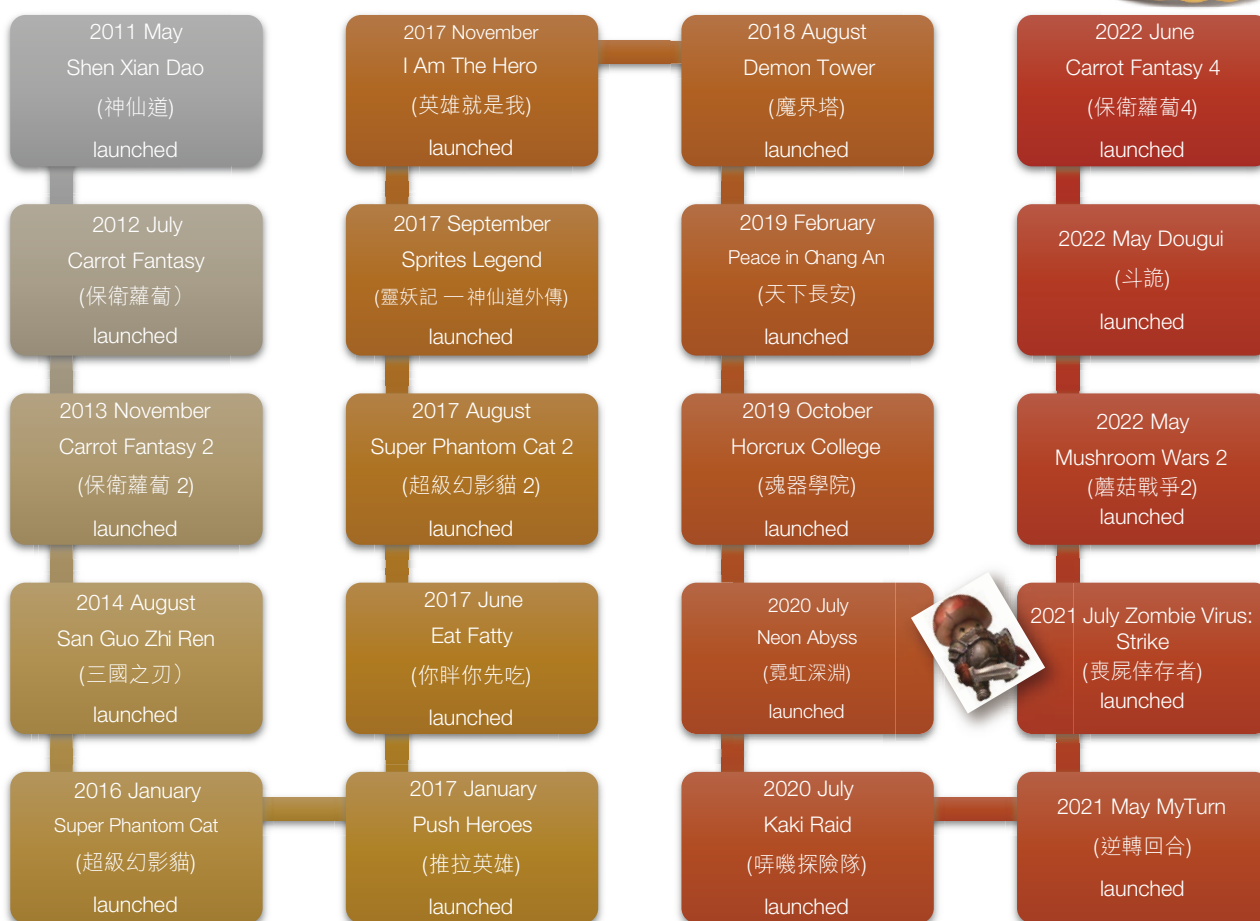 2011 May
Shen Xian Dao
(神仙道)
launched
2012 July
Carrot Fantasy
(保衛蘿蔔）
launched
2013 November
Carrot Fantasy 2
(保衛蘿蔔 2)
launched
2014 August
San Guo Zhi Ren
(三國之刃）
launched
2016 January
Super Phantom Cat
(超級幻影貓)
launched
2017 January
Push Heroes
(推拉英雄)
launched
2017 June
Eat Fatty
(你眫你先吃)
launched
2017 August
Super Phantom Cat 2
(超級幻影貓 2)
launched
2017 September
Sprites Legend
(靈妖記 — 神仙道外傳)
launched
2017 November
I Am The Hero
(英雄就是我)
launched
2018 August
Demon Tower
(魔界塔)
launched
2019 February
Peace in Chang An
(天下長安)
launched
2019 October
Horcrux College
(魂器學院)
launched
2020 July
Neon Abyss
(霓虹深淵)
launched
2020 July
Kaki Raid
(哢嘰探險隊)
launched
2021 May MyTurn
(逆轉回合)
launched
2021 July Zombie Virus:
Strike
(喪屍倖存者)
launched
2022 May
Mushroom Wars 2
(蘑菇戰爭2)
launched
2022 May Dougui
(斗詭)
launched
2022 June
Carrot Fantasy 4
(保衛蘿蔔4)
launched